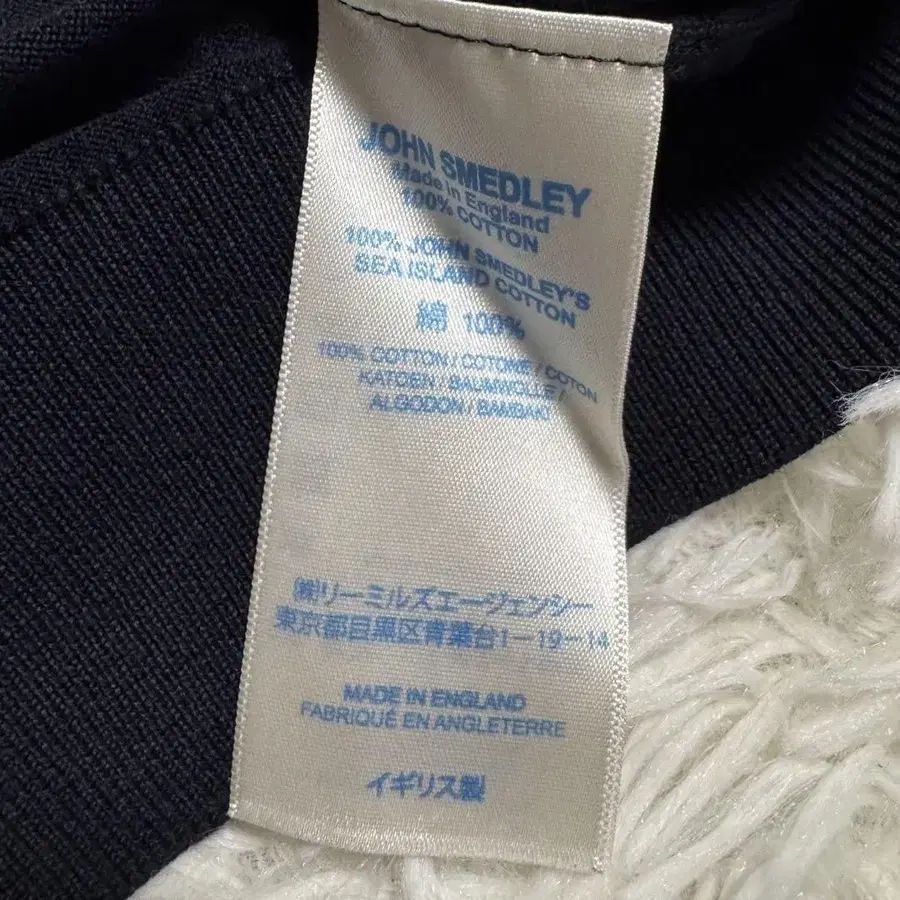 JOHN SMEDLEY
Made in England
100% COTTON
100% JOHN SMEDLEY'S
SEA ISLAND COTTON
綿 100%
100% COTTON / COTONE / COTON
KATOEN / BAUMWOLLE /
ALGODON / BAMBAKI
㈱リーミルズエージェンシー
東京都目黒区青葉台1-19-14
MADE IN ENGLAND
FABRIQUÉ EN ANGLETERRE
イギリス製